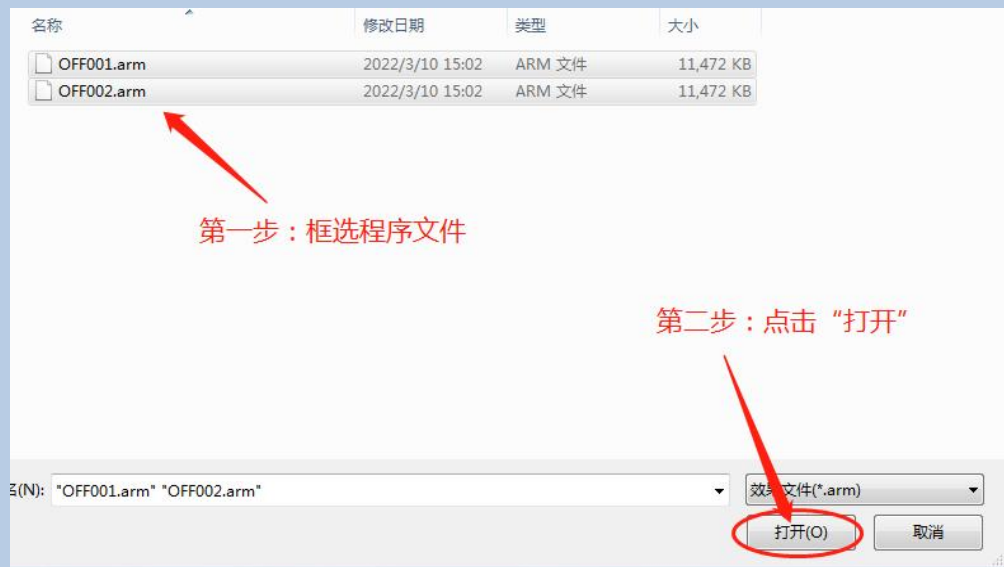 名称 修改日期 类型 大小
OFF001.arm 2022/3/10 15:02 ARM 文件 11,472 KB
OFF002.arm 2022/3/10 15:02 ARM 文件 11,472 KB
第一步：框选程序文件
第二步：点击“打开”
名(N): "OFF001.arm" "OFF002.arm" 效果文件(*.arm)
打开(O) 取消